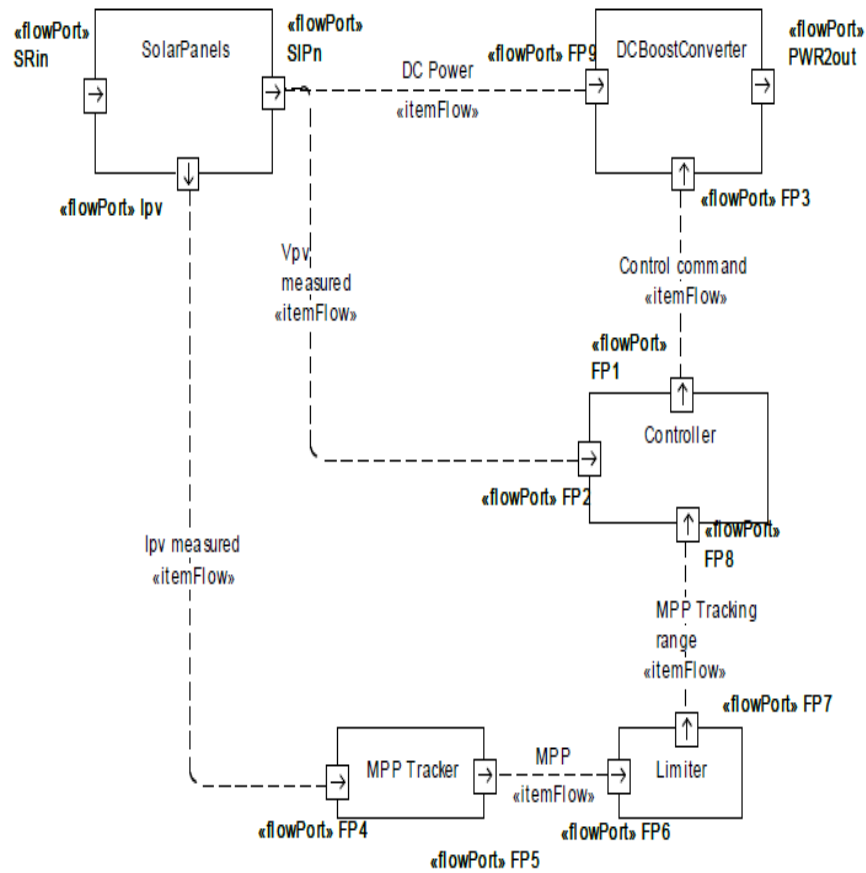 «flowPort»
SRin
SolarPanels
«flowPort»
SIPn
«flowPort» FP9
DCBoostConverter
«flowPort»
PWR2out
DC Power
«itemFlow»
«flowPort» Ipv
«flowPort» FP3
Vpv
measured
«itemFlow»
Control command
«itemFlow»
«flowPort»
FP1
Controller
«flowPort» FP2
«flowPort»
FP8
Ipv measured
«itemFlow»
MPP Tracking
range
«itemFlow»
«flowPort» FP7
MPP Tracker
MPP
«itemFlow»
Limiter
«flowPort» FP4
«flowPort» FP6
«flowPort» FP5